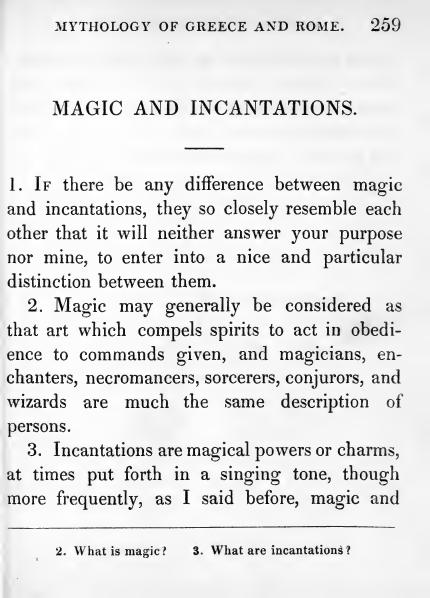 MYTHOLOGY OF GREECE AND ROME. 259
MAGIC AND INCANTATIONS.
1. IF there be any difference between magic
and incantations, they so closely resemble each
other that it will neither answer your purpose
nor mine, to enter into a nice and particular
distinction between them.
2. Magic may generally be considered as
that art which compels spirits to act in obedi-
ence to commands given, and magicians, en-
chanters, necromancers, sorcerers, conjurors, and
wizards are much the same description of
persons.
3. Incantations are magical powers or charms,
at times put forth in a singing tone, though
more frequently, as I said before, magic and
2. What is magic? 3. What are incantations?